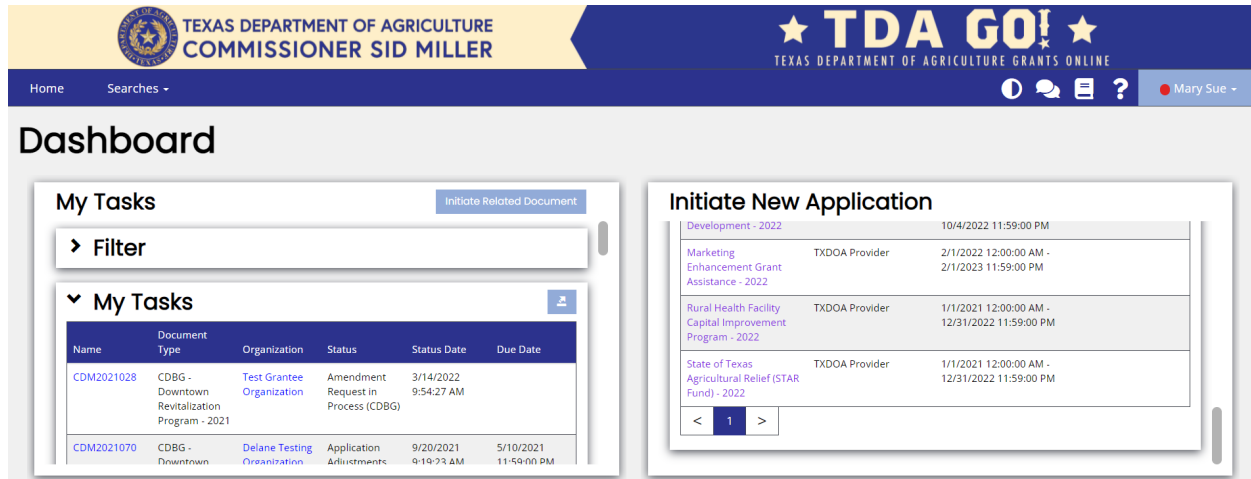 TEXAS DEPARTMENT OF AGRICULTURE
COMMISSIONER SID MILLER
TDA GO!
TEXAS DEPARTMENT OF AGRICULTURE GRANTS ONLINE
Home Searches
? Mary Sue
Dashboard
My Tasks
Initiate Related Document
Filter
My Tasks
Name Document Type Organization Status Status Date Due Date
CDM2021028 CDBG - Test Grantee Amendment 3/14/2022
Downtown Organization Request in 9:54:27 AM
Revitalization Process (CDBG)
Program - 2021
CDM2021070 CDBG - Delane Testing Application 9/20/2021 5/10/2021
Downtown Organization Adjustments 9:19:23 AM 11:59:00 PM
Initiate New Application
Development - 2022 10/4/2022 11:59:00 PM
Marketing TXDOA Provider 2/1/2022 12:00:00 AM -
Enhancement Grant 2/1/2023 11:59:00 PM
Assistance - 2022
Rural Health Facility TXDOA Provider 1/1/2021 12:00:00 AM -
Capital Improvement 12/31/2022 11:59:00 PM
Program - 2022
State of Texas TXDOA Provider 1/1/2021 12:00:00 AM -
Agricultural Relief (STAR 12/31/2022 11:59:00 PM
Fund) - 2022
< 1 >